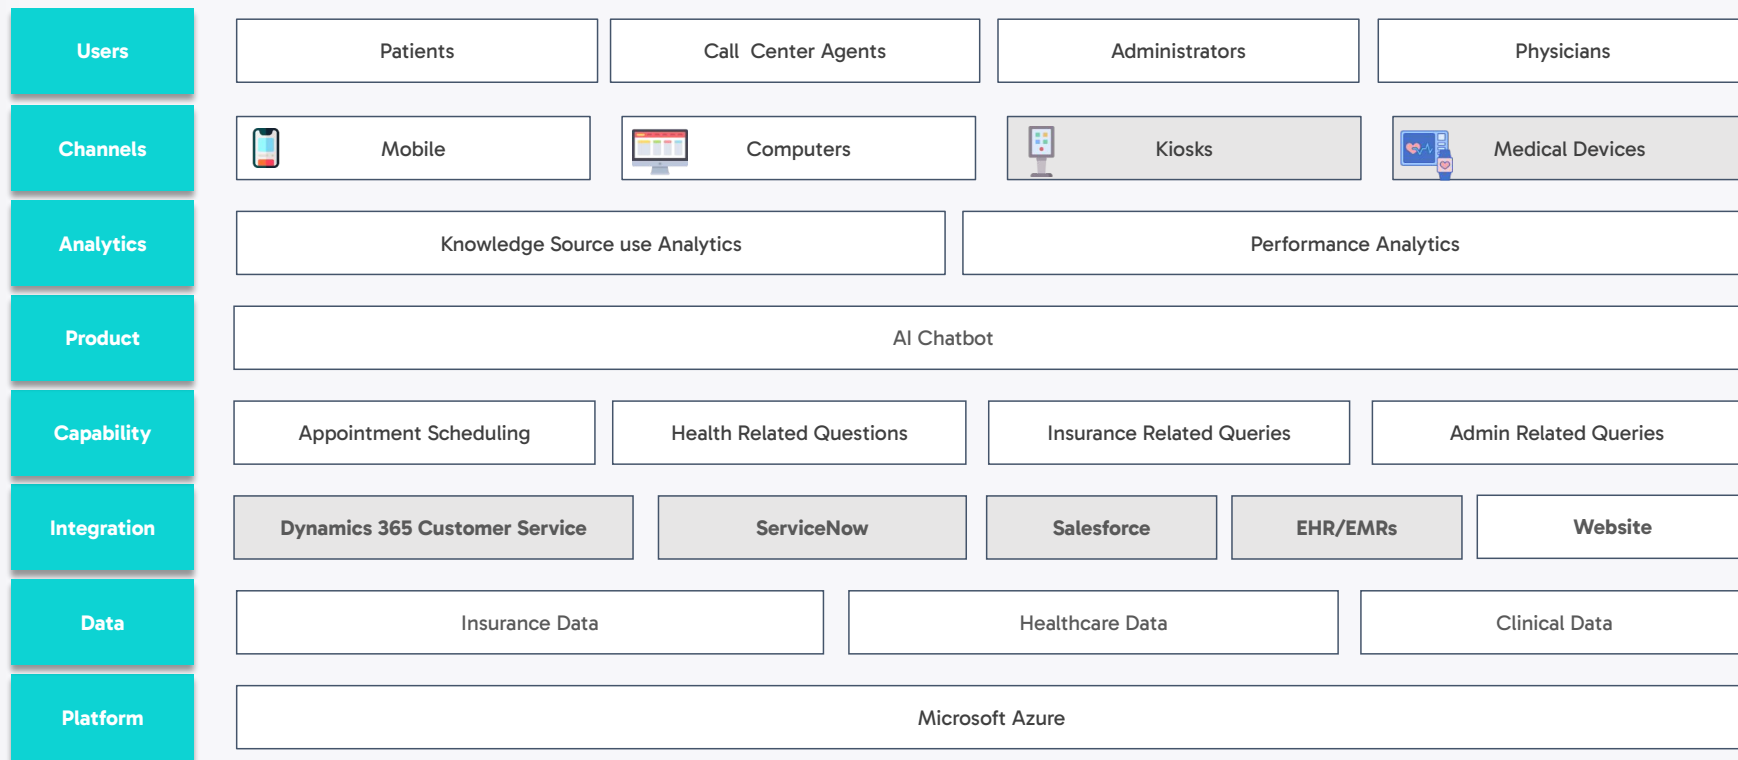 Users
Patients
Call Center Agents
Administrators
Physicians
Channels
Mobile
Computers
Kiosks
Medical Devices
Analytics
Knowledge Source use Analytics
Performance Analytics
Product
AI Chatbot
Capability
Appointment Scheduling
Health Related Questions
Insurance Related Queries
Admin Related Queries
Integration
Dynamics 365 Customer Service
ServiceNow
Salesforce
EHR/EMRs
Website
Data
Insurance Data
Healthcare Data
Clinical Data
Platform
Microsoft Azure